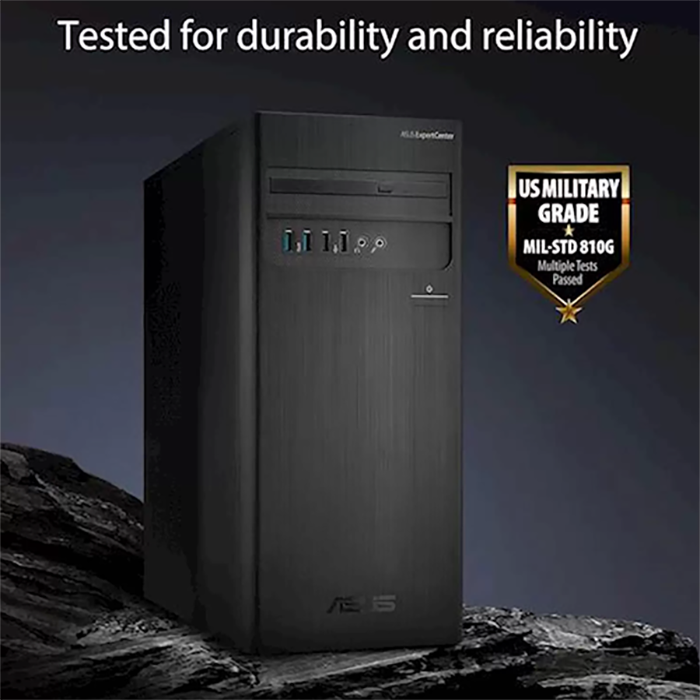 Tested for durability and reliability
ASUS ExpertCenter
US MILITARY
GRADE
MIL-STD 810G
Multiple Tests
Passed
ASUS